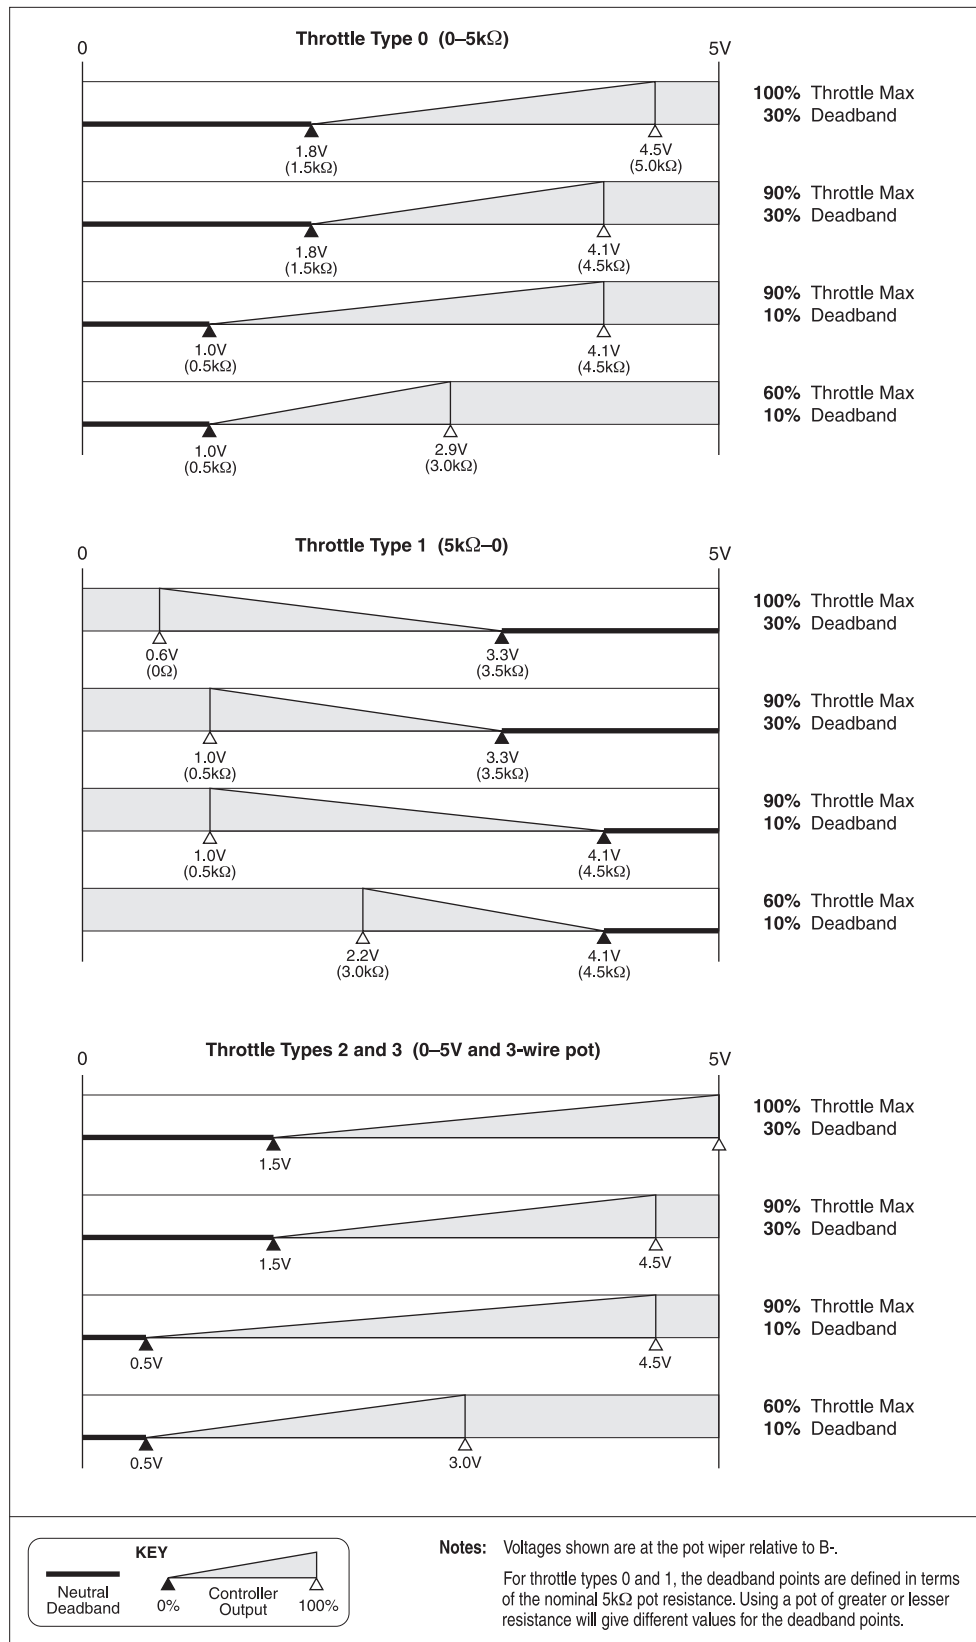 Throttle Type 0 (0–5kΩ)
0
5V
100% Throttle Max
30% Deadband
1.8V
(1.5kΩ)
4.5V
(5.0kΩ)
90% Throttle Max
30% Deadband
1.8V
(1.5kΩ)
4.1V
(4.5kΩ)
90% Throttle Max
10% Deadband
1.0V
(0.5kΩ)
4.1V
(4.5kΩ)
60% Throttle Max
10% Deadband
1.0V
(0.5kΩ)
2.9V
(3.0kΩ)
Throttle Type 1 (5kΩ–0)
0
5V
100% Throttle Max
30% Deadband
0.6V
(0Ω)
3.3V
(3.5kΩ)
90% Throttle Max
30% Deadband
1.0V
(0.5kΩ)
3.3V
(3.5kΩ)
90% Throttle Max
10% Deadband
1.0V
(0.5kΩ)
4.1V
(4.5kΩ)
60% Throttle Max
10% Deadband
2.2V
(3.0kΩ)
4.1V
(4.5kΩ)
Throttle Types 2 and 3 (0–5V and 3-wire pot)
0
5V
100% Throttle Max
30% Deadband
1.5V
90% Throttle Max
30% Deadband
1.5V
4.5V
90% Throttle Max
10% Deadband
0.5V
4.5V
60% Throttle Max
10% Deadband
0.5V
3.0V
KEY
Neutral
Deadband
0%
Controller
Output
100%
Notes: Voltages shown are at the pot wiper relative to B-.
For throttle types 0 and 1, the deadband points are defined in terms
of the nominal 5kΩ pot resistance. Using a pot of greater or lesser
resistance will give different values for the deadband points.